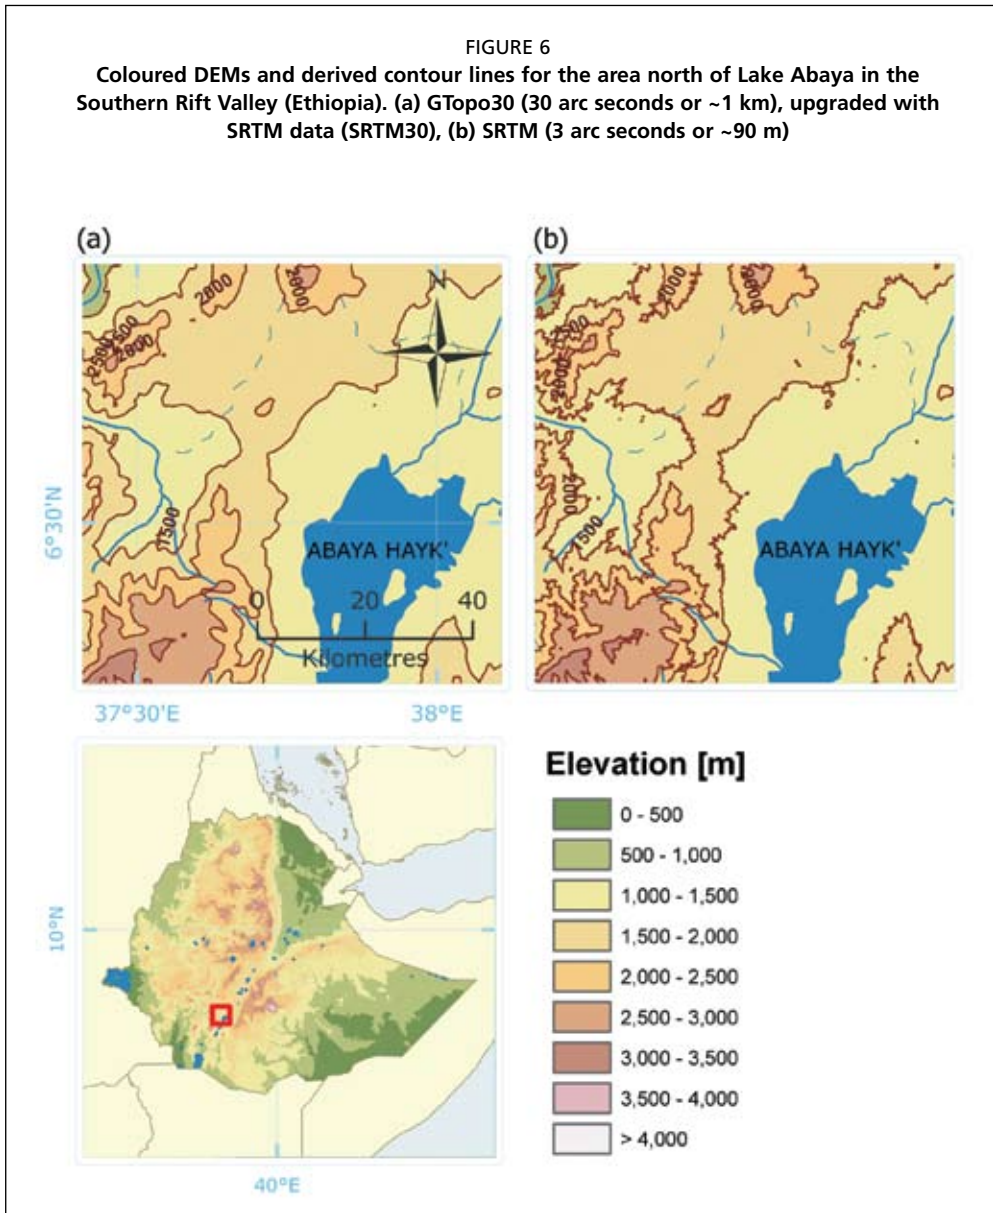 FIGURE 6
Coloured DEMs and derived contour lines for the area north of Lake Abaya in the
Southern Rift Valley (Ethiopia). (a) GTopo30 (30 arc seconds or ~1 km), upgraded with
SRTM data (SRTM30), (b) SRTM (3 arc seconds or ~90 m)
(a)
2000
2000
N
2500
2500
2000
1500
6°30'N
ABAYA HAYK'
0 20 40
Kilometres
37°30'E 38°E
(b)
2000
2000
2000
2000
1500
ABAYA HAYK'
10°N
40°E
Elevation [m]
0 - 500
500 - 1,000
1,000 - 1,500
1,500 - 2,000
2,000 - 2,500
2,500 - 3,000
3,000 - 3,500
3,500 - 4,000
> 4,000